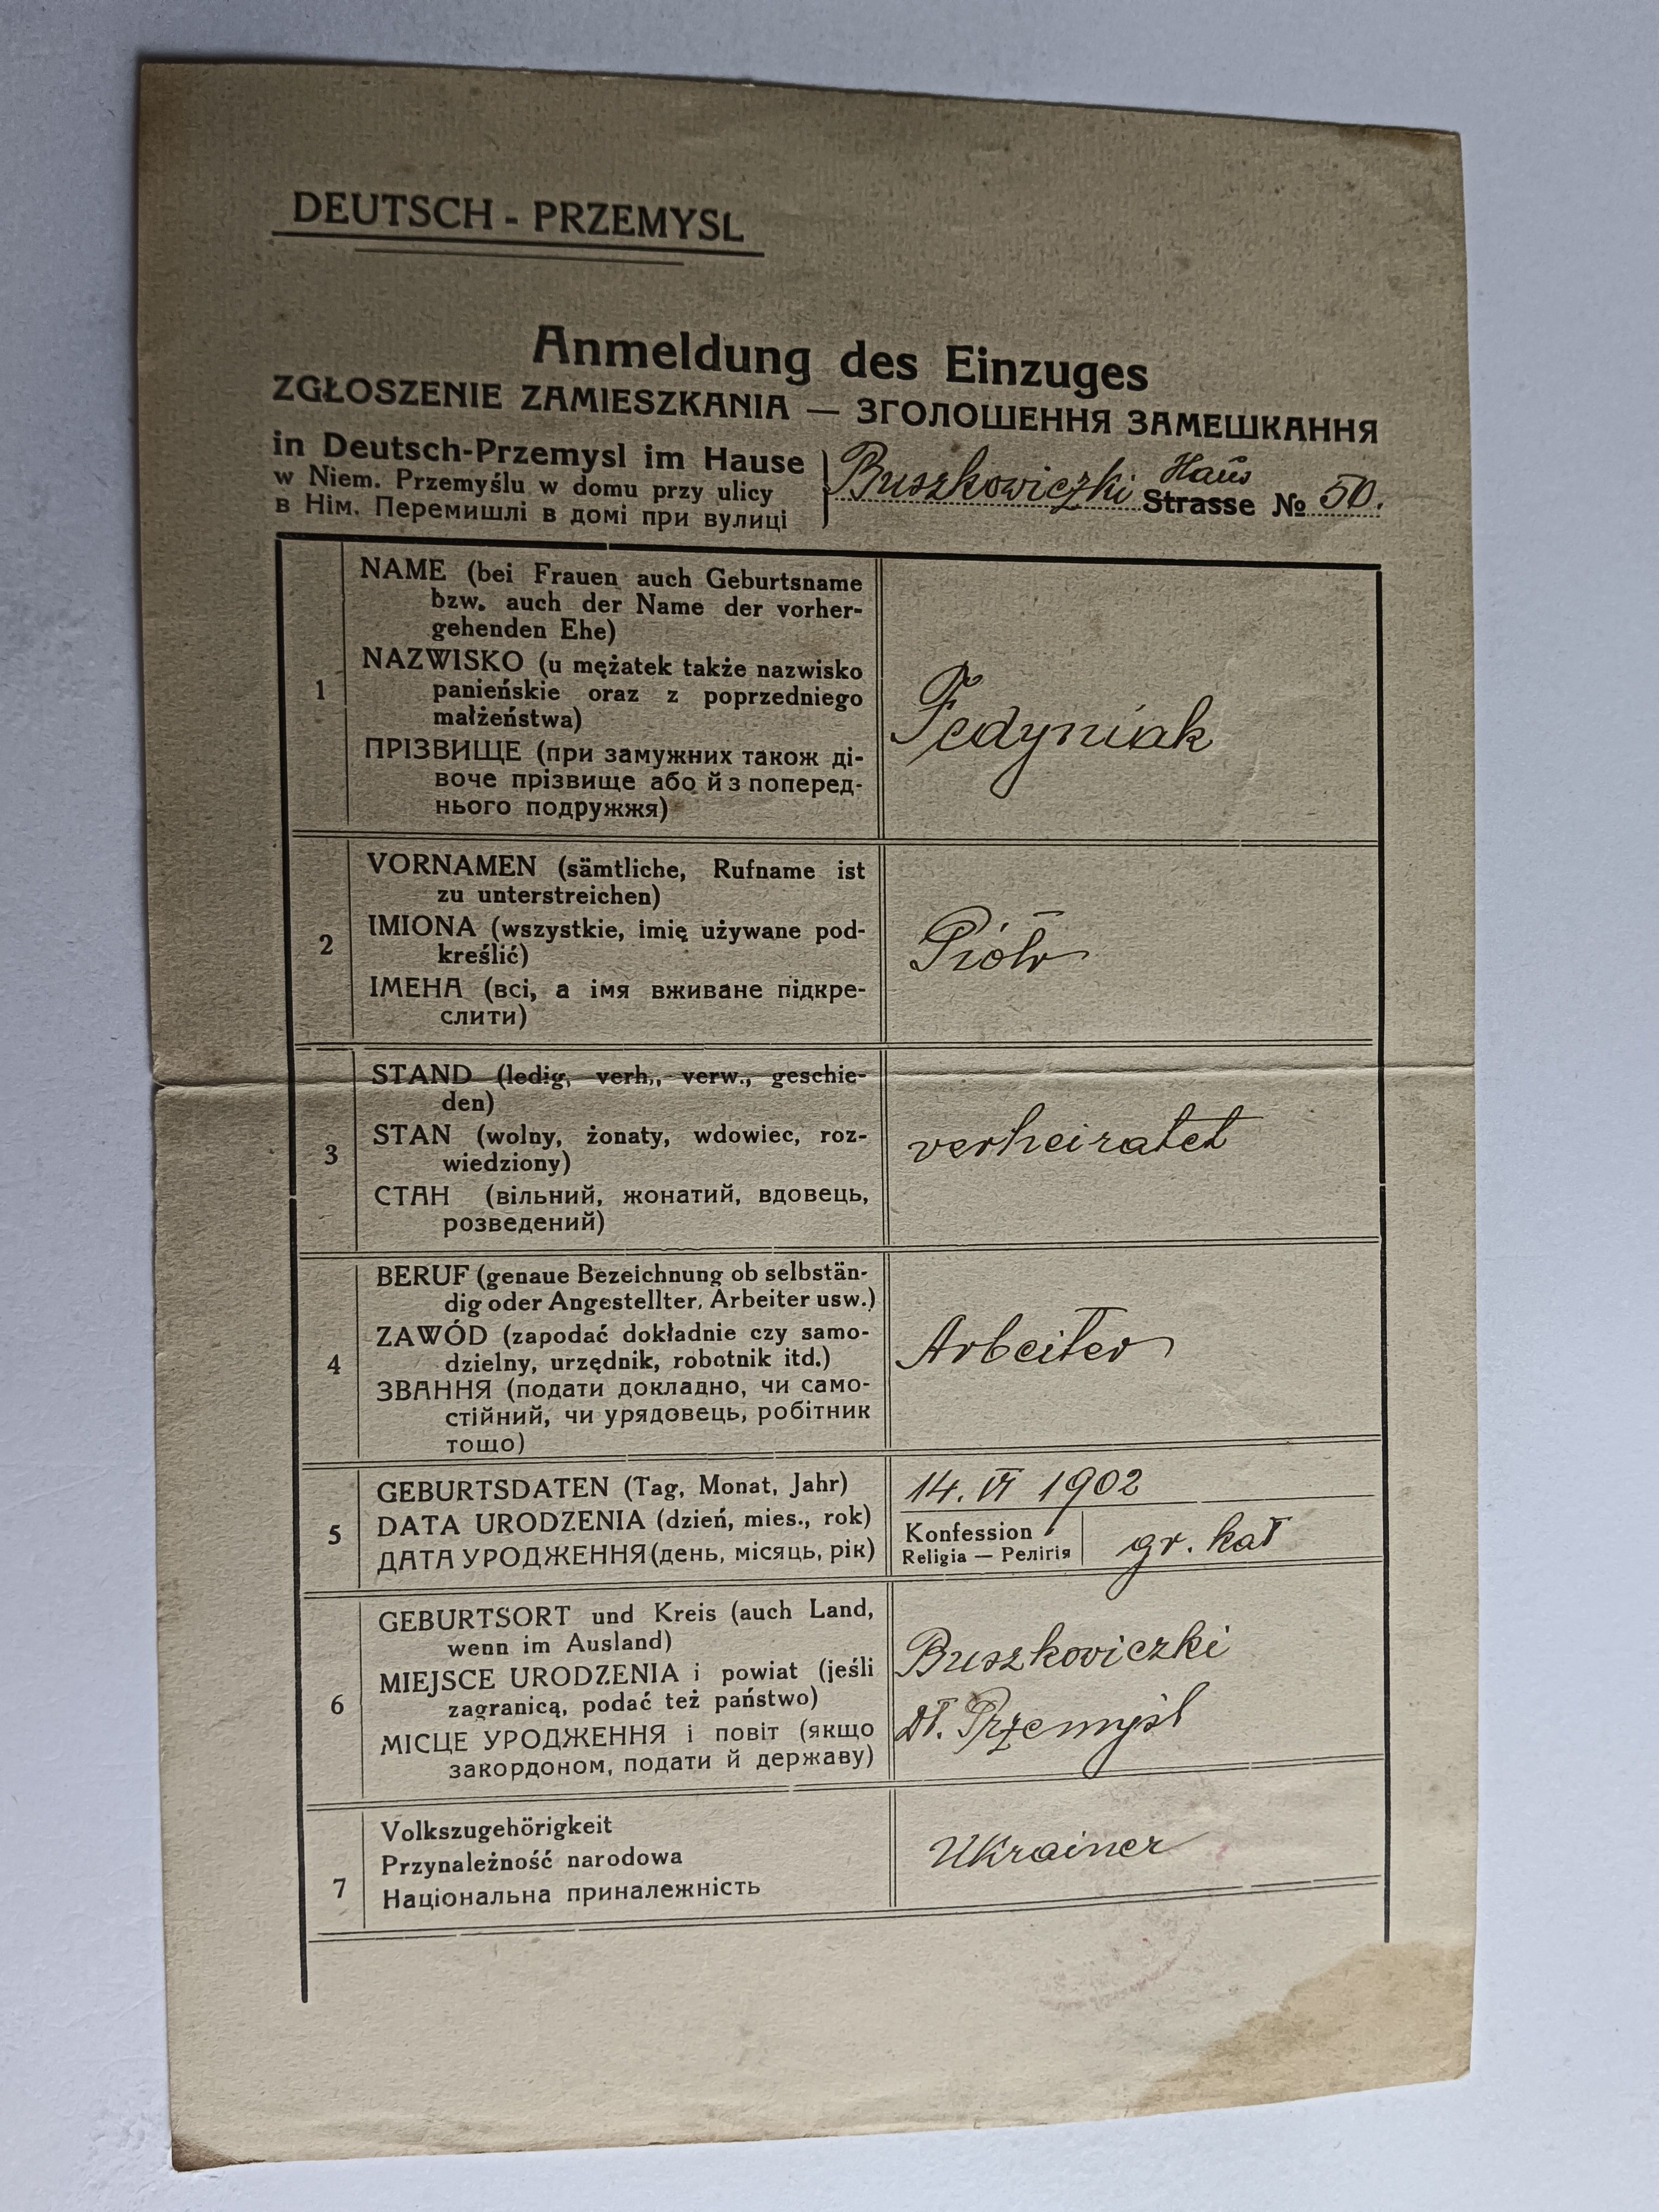 DEUTSCH - PRZEMYSL
Anmeldung des Einzuges
ZGŁOSZENIE ZAMIESZKANIA — ЗГОЛОШЕННЯ ЗАМЕШКАННЯ
in Deutsch-Przemysl im Hause
w Niem. Przemyślu w domu przy ulicy
в Нім. Перемишлі в домі при вулиці
Buszkowiczki Haus Strasse № 50.
1
NAME (bei Frauen auch Geburtsname
bzw. auch der Name der vorher-
gehenden Ehe)
NAZWISKO (u mężatek także nazwisko
panieńskie oraz z poprzedniego
małżeństwa)
ПРІЗВИЩЕ (при замужних також ді-
воче прізвище або й з поперед-
нього подружжя)
Fedyniak
2
VORNAMEN (sämtliche, Rufname ist
zu unterstreichen)
IMIONA (wszystkie, imię używane pod-
kreślić)
ІМЕНА (всі, а імя вживане підкре-
слити)
Piótr
3
STAND (ledig, verh., verw., geschie-
den)
STAN (wolny, żonaty, wdowiec, roz-
wiedziony)
СТАН (вільний, жонатий, вдовець,
розведений)
verheiratet
4
BERUF (genaue Bezeichnung ob selbstän-
dig oder Angestellter, Arbeiter usw.)
ZAWÓD (zapodać dokładnie czy samo-
dzielny, urzędnik, robotnik itd.)
ЗВАННЯ (подати докладно, чи само-
стійний, чи урядовець, робітник
тощо)
Arbeiter
5
GEBURTSDATEN (Tag, Monat, Jahr)
DATA URODZENIA (dzień, mies., rok)
ДАТА УРОДЖЕННЯ (день, місяць, рік)
14. VI 1902
Konfession
Religia — Релігія
gr. kat
6
GEBURTSORT und Kreis (auch Land,
wenn im Ausland)
MIEJSCE URODZENIA i powiat (jeśli
zagranicą, podać też państwo)
МІСЦЕ УРОДЖЕННЯ і повіт (якщо
закордоном, подати й державу)
Buszkowiczki
Dt. Przemyśl
7
Volkszugehörigkeit
Przynależność narodowa
Національна приналежність
Ukrainer